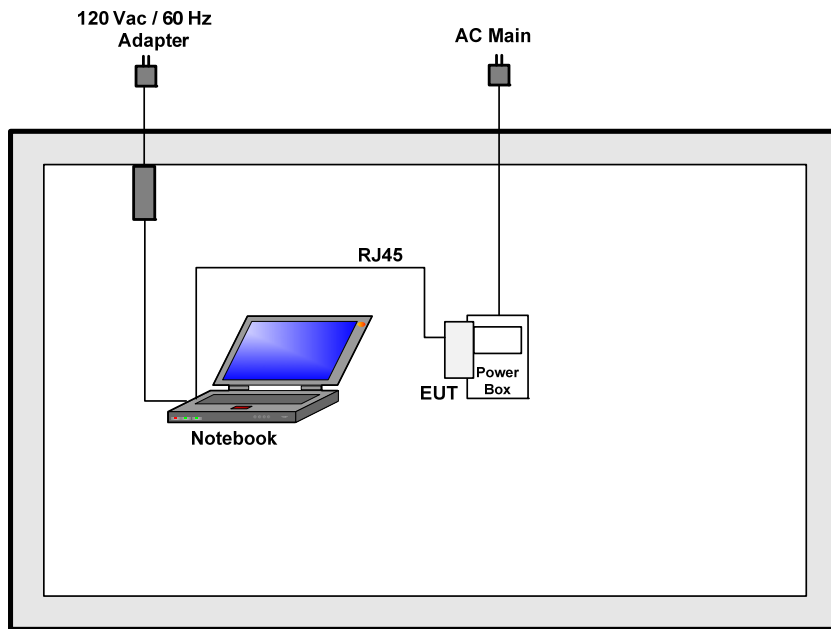 120 Vac / 60 Hz
Adapter
AC Main
RJ45
EUT
Power
Box
Notebook